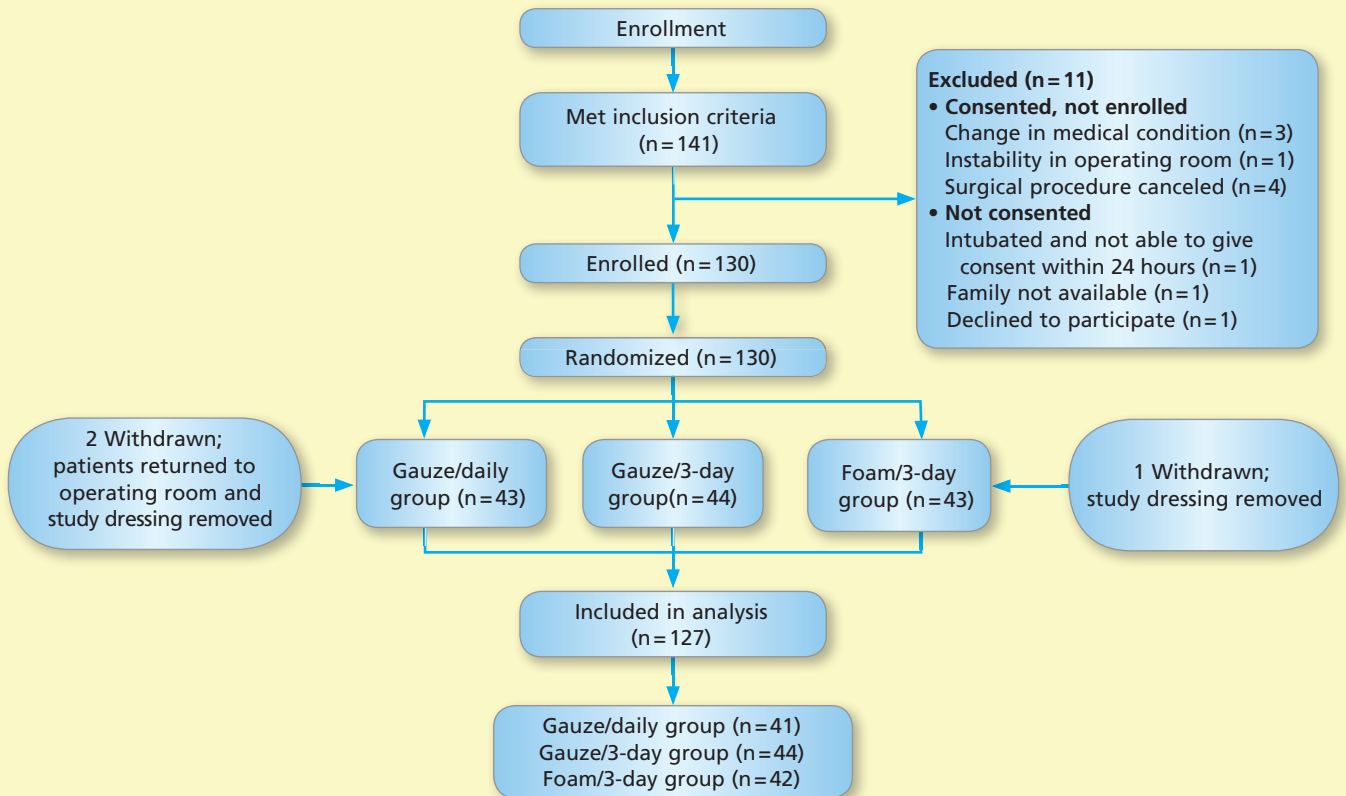 Enrollment
Met inclusion criteria
(n=141)
Excluded (n=11)
• Consented, not enrolled
Change in medical condition (n=3)
Instability in operating room (n=1)
Surgical procedure canceled (n=4)
• Not consented
Intubated and not able to give
consent within 24 hours (n=1)
Family not available (n=1)
Declined to participate (n=1)
Enrolled (n=130)
Randomized (n=130)
2 Withdrawn;
patients returned to
operating room and
study dressing removed
Gauze/daily
group (n=43)
Gauze/3-day
group(n=44)
Foam/3-day
group (n=43)
1 Withdrawn;
study dressing removed
Included in analysis
(n=127)
Gauze/daily group (n=41)
Gauze/3-day group (n=44)
Foam/3-day group (n=42)